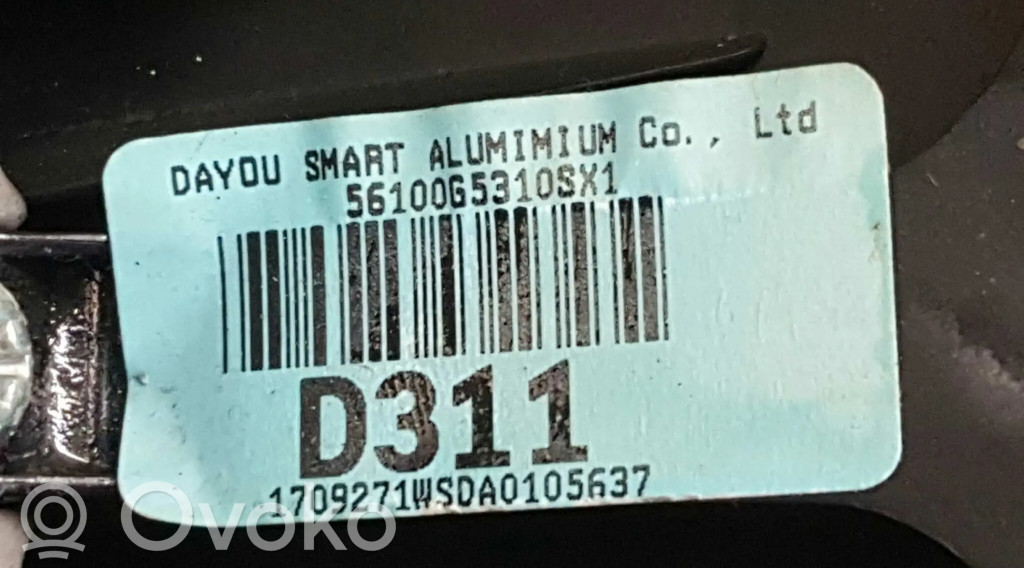 DAYOU SMART ALUMIMIUM Co., Ltd
56100G5310SX1
D311
1709271WSDA0105637
Ovoko